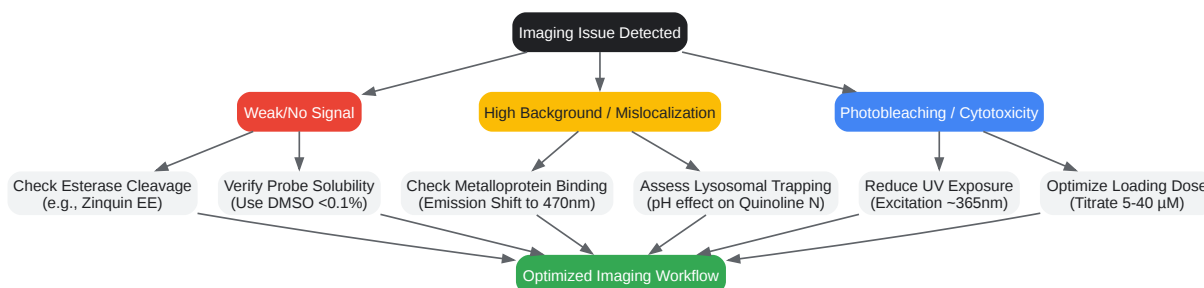 Imaging Issue Detected
Weak/No Signal
High Background / Mislocalization
Photobleaching / Cytotoxicity
Check Esterase Cleavage
(e.g., Zinquin EE)
Verify Probe Solubility
(Use DMSO <0.1%)
Check Metalloprotein Binding
(Emission Shift to 470nm)
Assess Lysosomal Trapping
(pH effect on Quinoline N)
Reduce UV Exposure
(Excitation ~365nm)
Optimize Loading Dose
(Titrate 5-40 µM)
Optimized Imaging Workflow